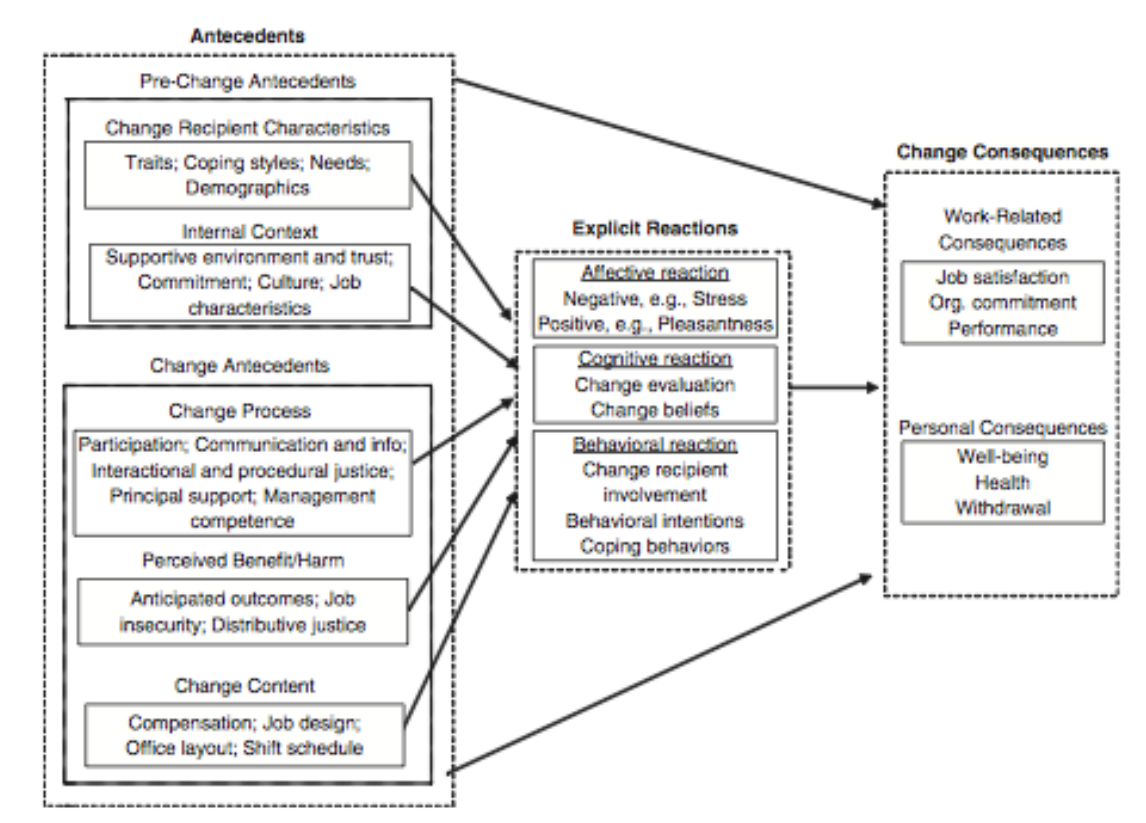 Antecedents
Pre-Change Antecedents
Change Recipient Characteristics
Traits; Coping styles; Needs;
Demographics
Internal Context
Supportive environment and trust;
Commitment; Culture; Job
characteristics
Change Antecedents
Change Process
Participation; Communication and info;
Interactional and procedural justice;
Principal support; Management
competence
Perceived Benefit/Harm
Anticipated outcomes; Job
insecurity; Distributive justice
Change Content
Compensation; Job design;
Office layout; Shift schedule
Explicit Reactions
Affective reaction
Negative, e.g., Stress
Positive, e.g., Pleasantness
Cognitive reaction
Change evaluation
Change beliefs
Behavioral reaction
Change recipient
involvement
Behavioral intentions
Coping behaviors
Change Consequences
Work-Related
Consequences
Job satisfaction
Org. commitment
Performance
Personal Consequences
Well-being
Health
Withdrawal